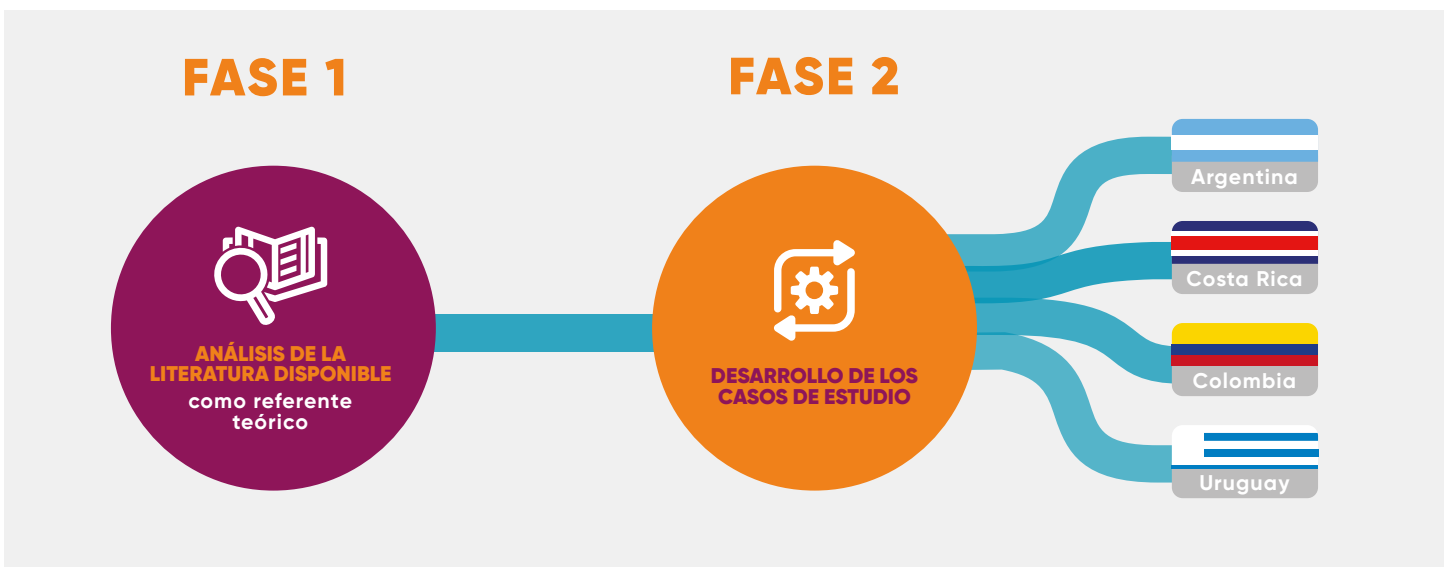 FASE 1
ANÁLISIS DE LA
LITERATURA DISPONIBLE
como referente
teórico
FASE 2
DESARROLLO DE LOS
CASOS DE ESTUDIO
Argentina
Costa Rica
Colombia
Uruguay